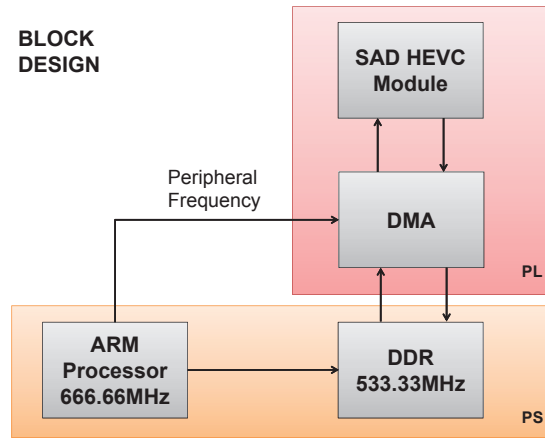 BLOCK
DESIGN
SAD HEVC
Module
Peripheral
Frequency
DMA
PL
ARM
Processor
666.66MHz
DDR
533.33MHz
PS